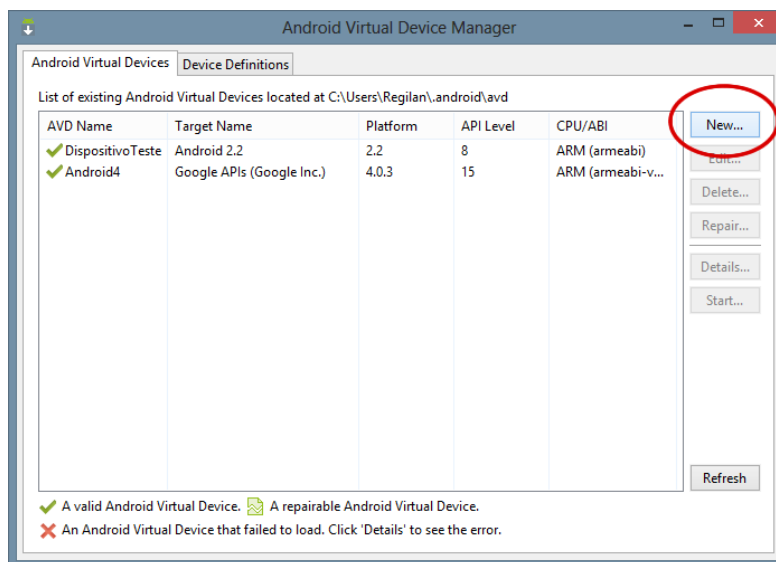 Android Virtual Device Manager
Android Virtual Devices Device Definitions
List of existing Android Virtual Devices located at C:\Users\Regilan\.android\avd
AVD Name Target Name Platform API Level CPU/ABI New...
DispositivoTeste Android 2.2 2.2 8 ARM (armeabi) Edit...
Android4 Google APIs (Google Inc.) 4.0.3 15 ARM (armeabi-v...
Delete...
Repair...
Details...
Start...
Refresh
A valid Android Virtual Device. A repairable Android Virtual Device.
An Android Virtual Device that failed to load. Click 'Details' to see the error.